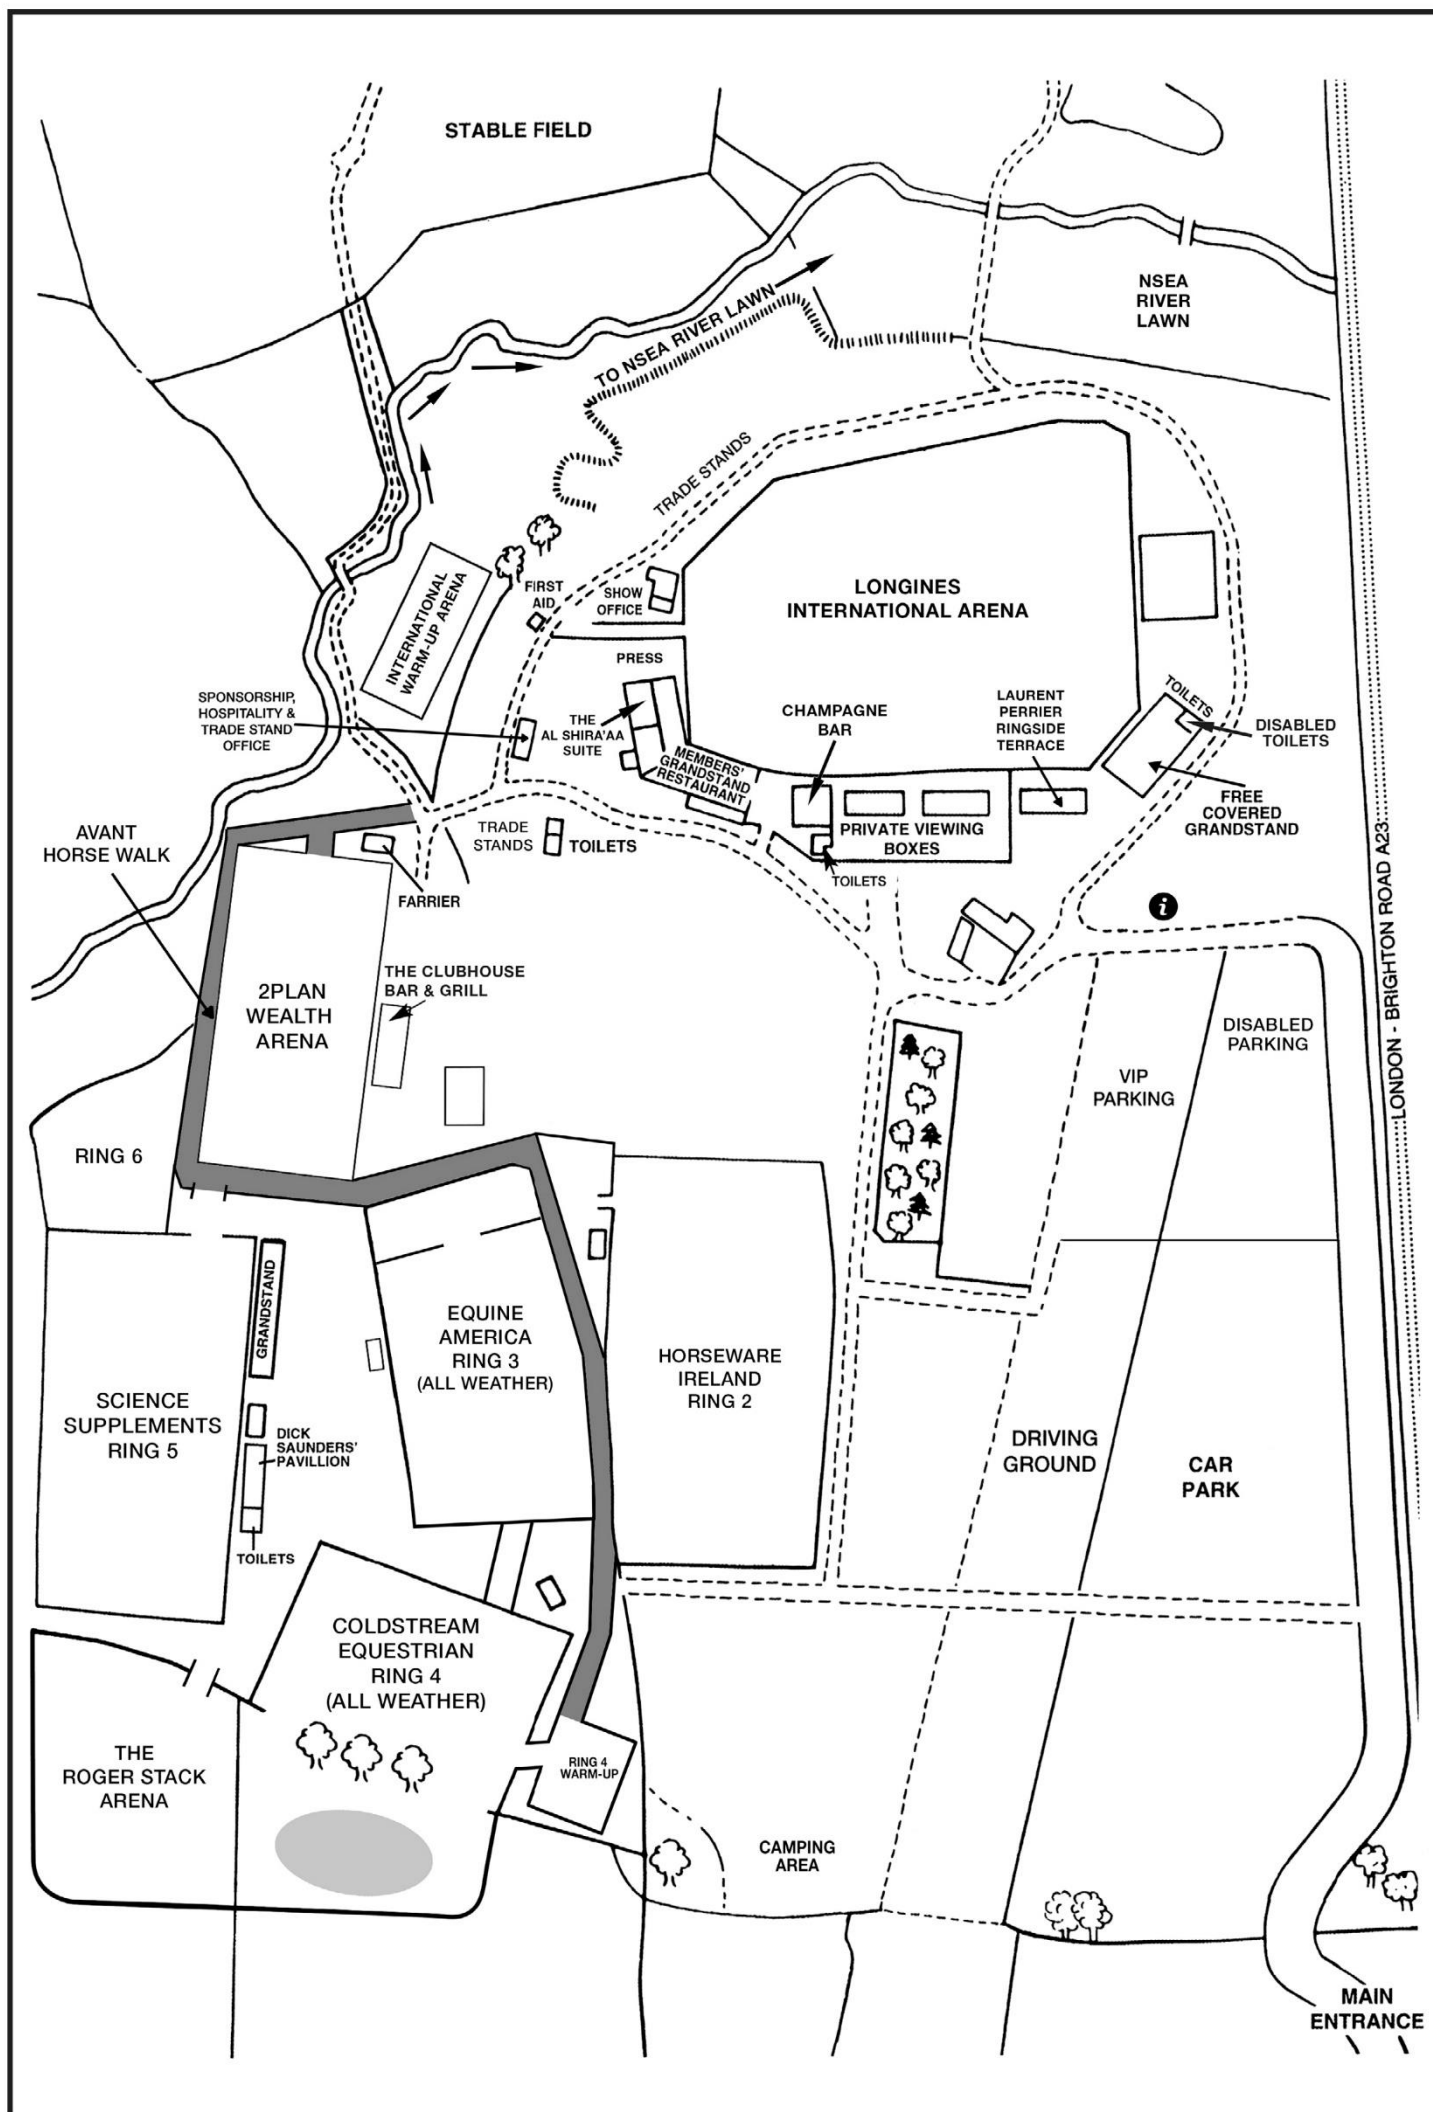 STABLE FIELD
NSEA
RIVER
LAWN
TO NSEA RIVER LAWN
TRADE STANDS
LONGINES
INTERNATIONAL ARENA
INTERNATIONAL
WARM-UP ARENA
FIRST
AID
SHOW
OFFICE
PRESS
SPONSORSHIP,
HOSPITALITY &
TRADE STAND
OFFICE
THE
AL SHIRA'AA
SUITE
MEMBERS'
GRANDSTAND
RESTAURANT
CHAMPAGNE
BAR
LAURENT
PERRIER
RINGSIDE
TERRACE
TOILETS
DISABLED
TOILETS
FREE
COVERED
GRANDSTAND
PRIVATE VIEWING
BOXES
TOILETS
AVANT
HORSE WALK
TRADE
STANDS
TOILETS
FARRIER
i
LONDON - BRIGHTON ROAD A23
THE CLUBHOUSE
BAR & GRILL
2PLAN
WEALTH
ARENA
DISABLED
PARKING
VIP
PARKING
RING 6
GRANDSTAND
EQUINE
AMERICA
RING 3
(ALL WEATHER)
HORSEWARE
IRELAND
RING 2
SCIENCE
SUPPLEMENTS
RING 5
DICK
SAUNDERS'
PAVILLION
TOILETS
DRIVING
GROUND
CAR
PARK
COLDSTREAM
EQUESTRIAN
RING 4
(ALL WEATHER)
THE
ROGER STACK
ARENA
RING 4
WARM-UP
CAMPING
AREA
MAIN
ENTRANCE